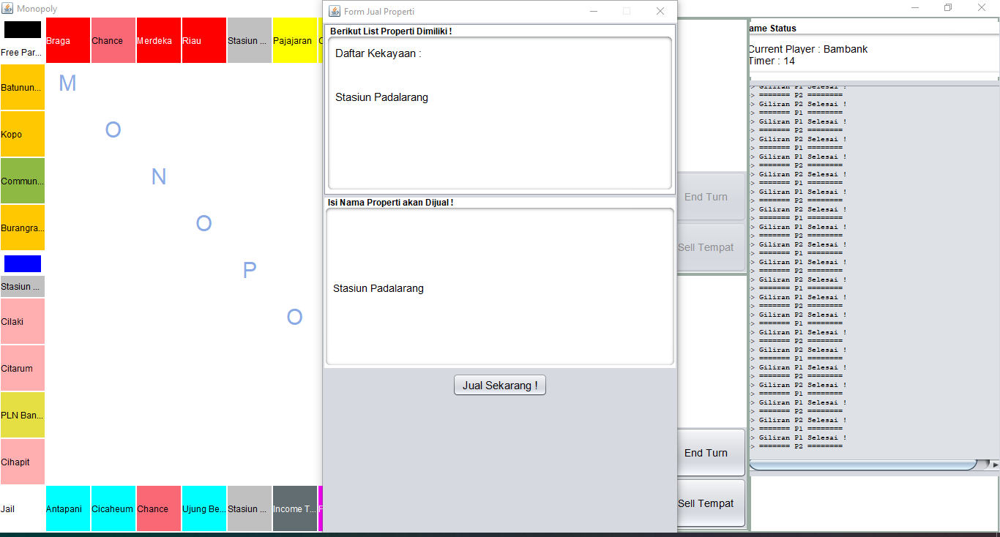 Monopoly
Form Jual Properti
Free Par...
Braga
Chance
Merdeka
Riau
Stasiun ...
Pajajaran
Batunun...
Kopo
Commun...
Burangra...
Stasiun ...
Cilaki
Citarum
PLN Ban...
Cihapit
Jail
Antapani
Cicaheum
Chance
Ujung Be...
Stasiun ...
Income T...
M
O
N
O
P
O
Berikut List Properti Dimiliki !
Daftar Kekayaan :
Stasiun Padalarang
Isi Nama Properti akan Dijual !
Stasiun Padalarang
Jual Sekarang !
End Turn
Sell Tempat
End Turn
Sell Tempat
ame Status
Current Player : Bambank
Timer : 14
> Giliran P1 Selesai !
> ======= P2 ========
> Giliran P2 Selesai !
> ======= P1 ========
> Giliran P1 Selesai !
> ======= P2 ========
> Giliran P2 Selesai !
> ======= P1 ========
> Giliran P1 Selesai !
> ======= P2 ========
> Giliran P2 Selesai !
> ======= P1 ========
> Giliran P1 Selesai !
> ======= P2 ========
> Giliran P2 Selesai !
> ======= P1 ========
> Giliran P1 Selesai !
> ======= P2 ========
> Giliran P2 Selesai !
> ======= P1 ========
> Giliran P1 Selesai !
> ======= P2 ========
> Giliran P2 Selesai !
> ======= P1 ========
> Giliran P1 Selesai !
> ======= P2 ========
> Giliran P2 Selesai !
> ======= P1 ========
> Giliran P1 Selesai !
> ======= P2 ========
> Giliran P2 Selesai !
> ======= P1 ========
> Giliran P1 Selesai !
> ======= P2 ========
> Giliran P2 Selesai !
> ======= P1 ========
> Giliran P1 Selesai !
> ======= P2 ========
> Giliran P2 Selesai !
> ======= P1 ========
> Giliran P1 Selesai !
> ======= P2 ========